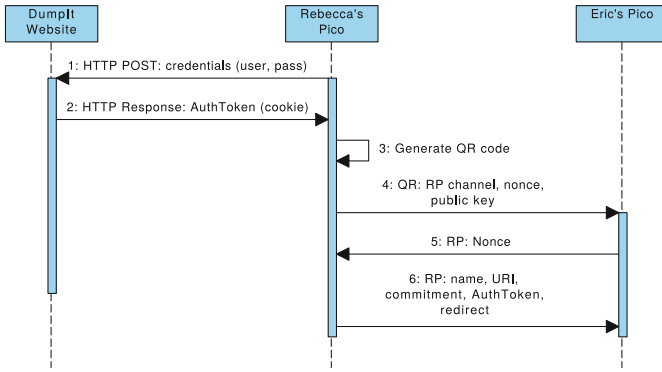 DumpIt
Website
Rebecca's
Pico
Eric's Pico
1: HTTP POST: credentials (user, pass)
2: HTTP Response: AuthToken (cookie)
3: Generate QR code
4: QR: RP channel, nonce,
public key
5: RP: Nonce
6: RP: name, URI,
commitment, AuthToken,
redirect